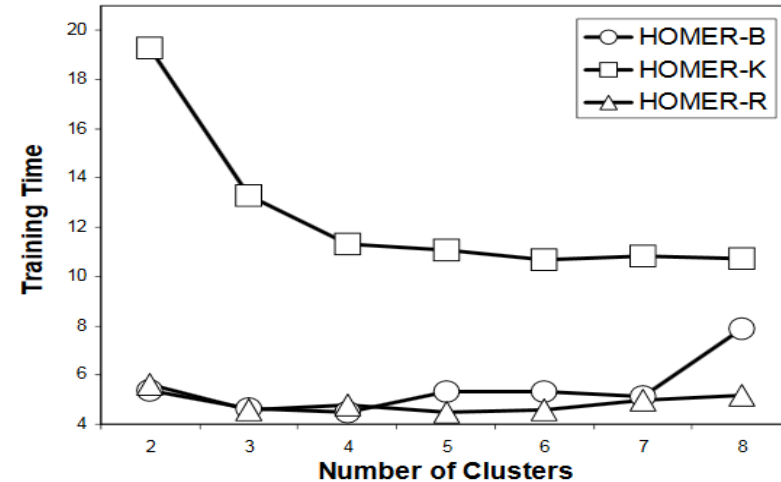 20
18
16
14
12
10
8
6
4
Training Time
HOMER-B
HOMER-K
HOMER-R
2 3 4 5 6 7 8
Number of Clusters